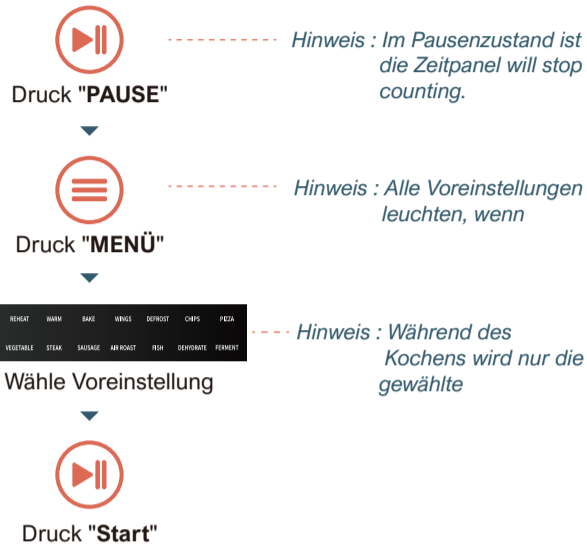 Hinweis : Im Pausenzustand ist
die Zeitpanel will stop
counting.
Druck "PAUSE"
Hinweis : Alle Voreinstellungen
leuchten, wenn
Druck "MENÜ"
REHEAT WARM BAKE WINGS DEFROST CHIPS PIZZA
VEGETABLE STEAK SAUSAGE AIR ROAST FISH DEHYDRATE FERMENT
Hinweis : Während des
Kochens wird nur die
gewählte
Wähle Voreinstellung
Druck "Start"